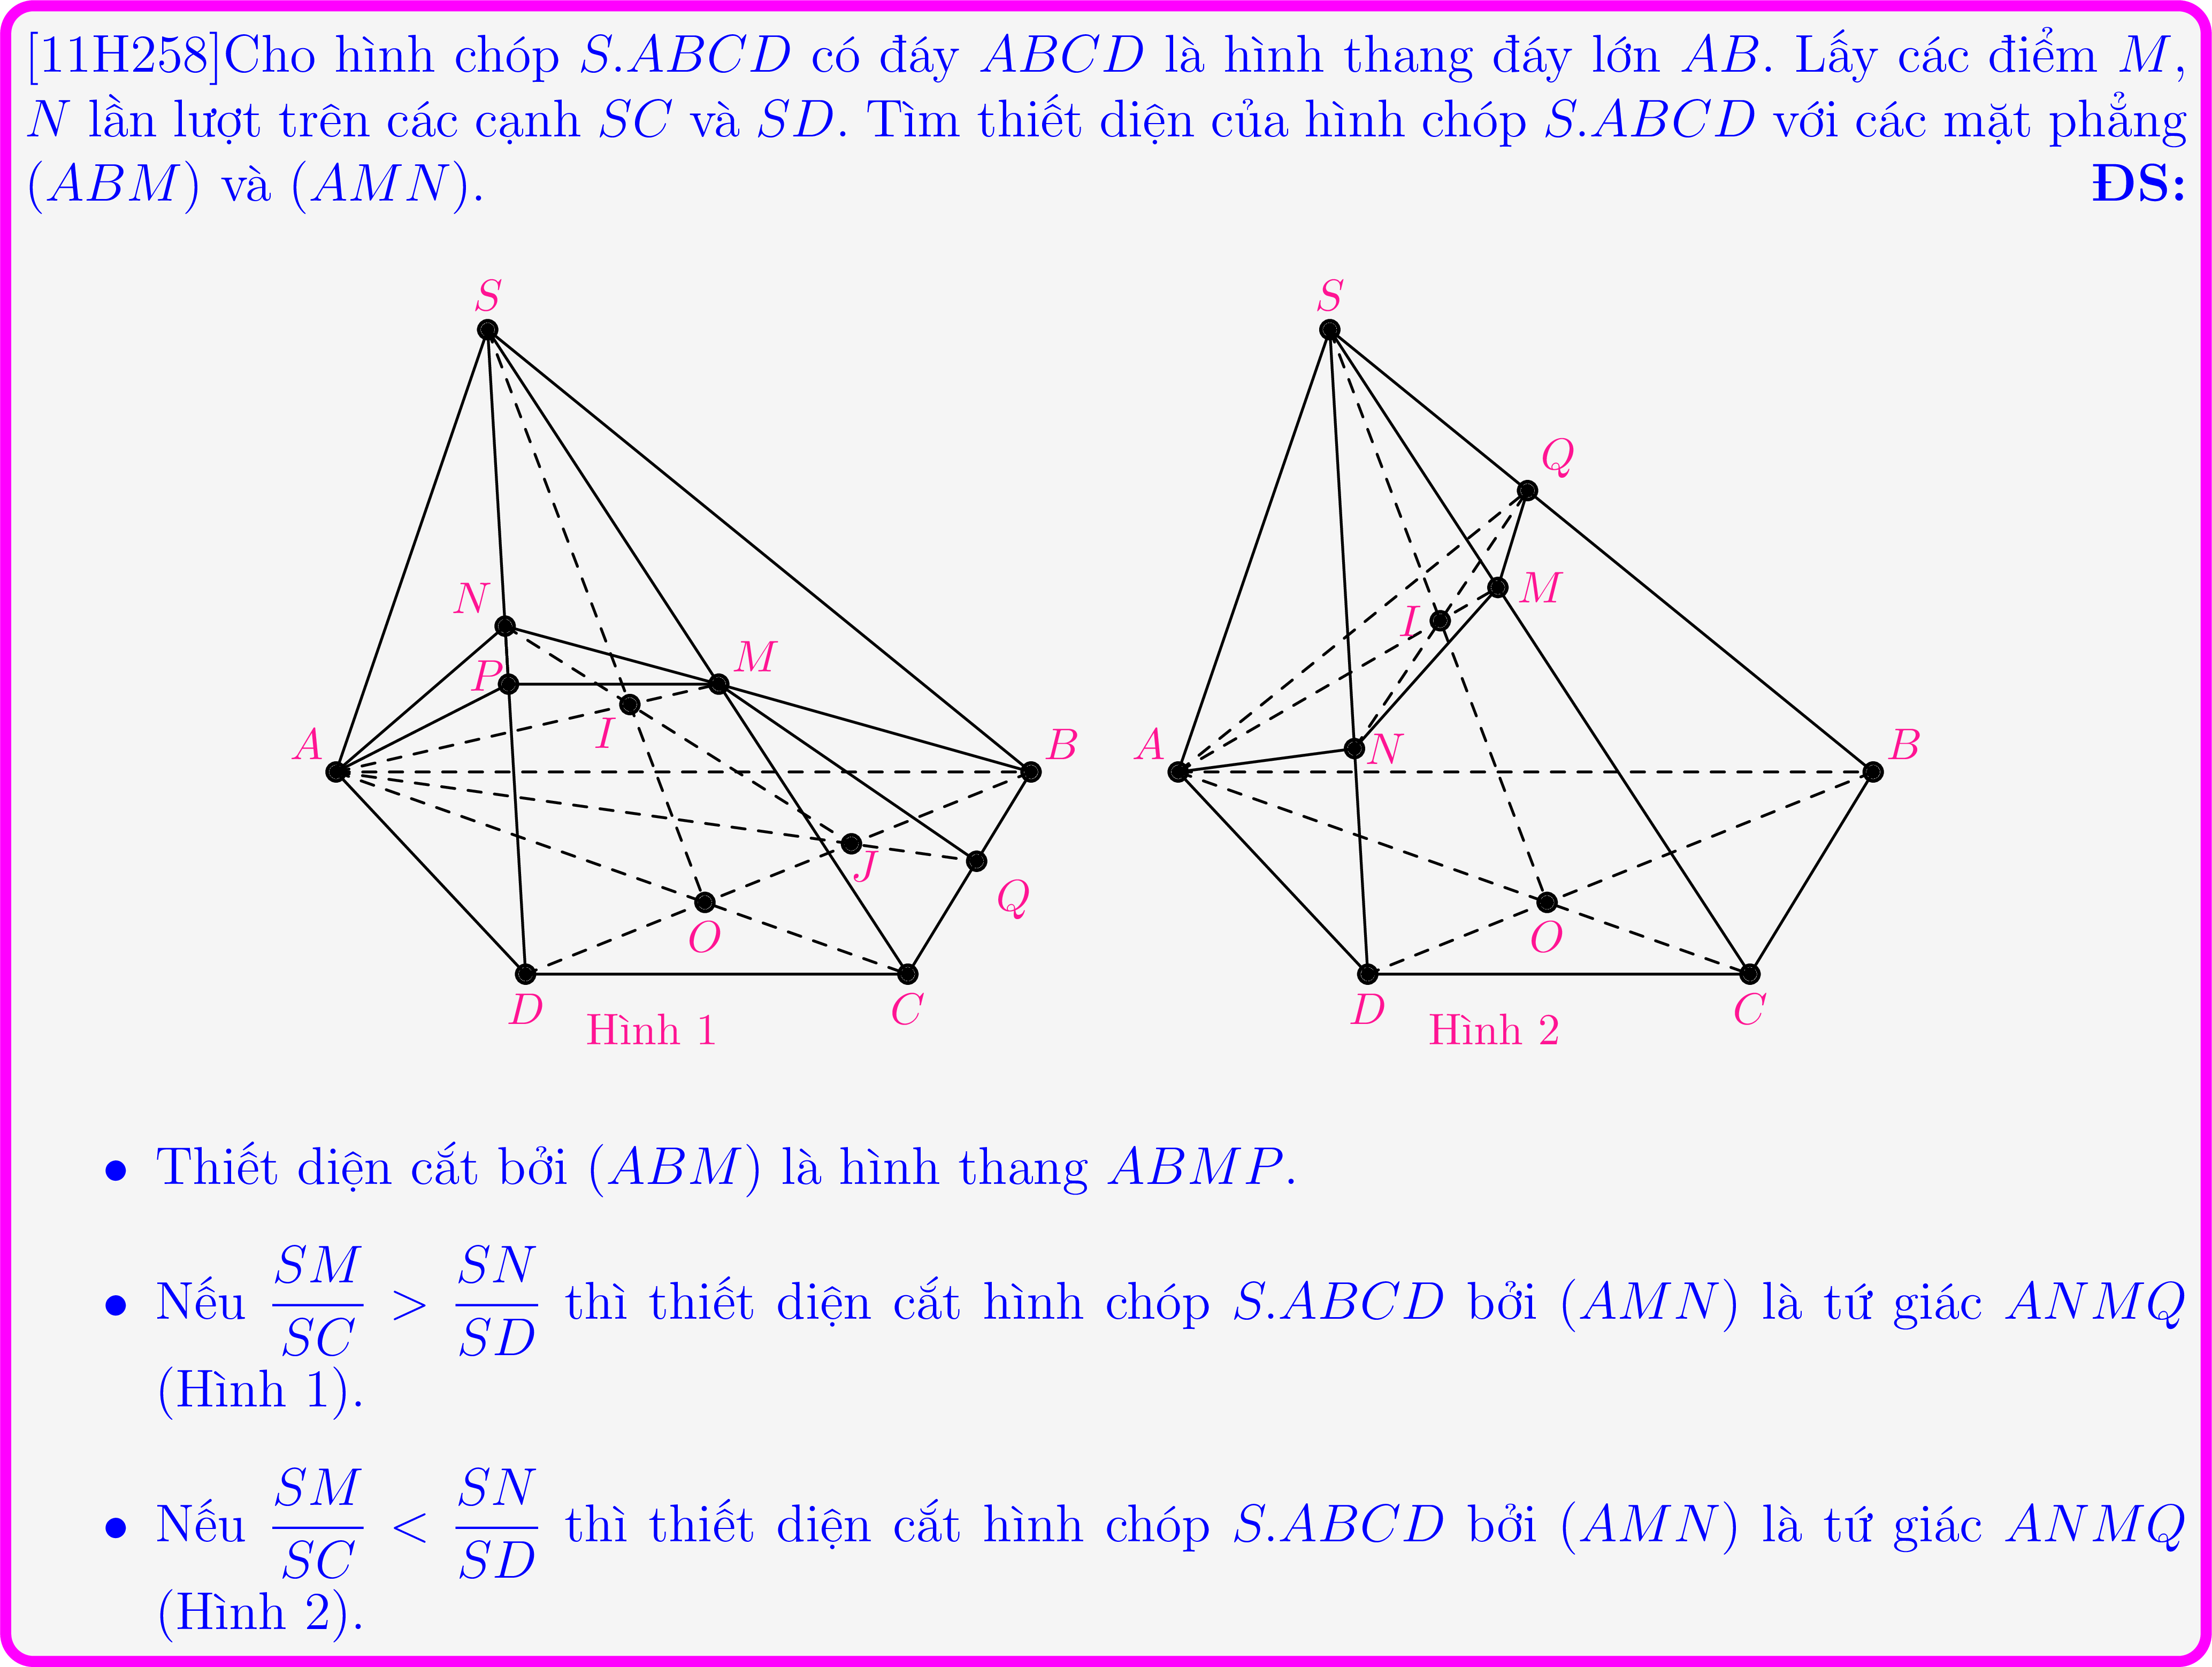 [11H258]Cho hình chóp S.ABCD có đáy ABCD là hình thang đáy lớn AB. Lấy các điểm M,
N lần lượt trên các cạnh SC và SD. Tìm thiết diện của hình chóp S.ABCD với các mặt phẳng
(ABM) và (AMN). ĐS:
S
N
P
M
I
A
B
J
Q
O
D
C
Hình 1
S
Q
M
I
A
N
B
O
D
C
Hình 2
• Thiết diện cắt bởi (ABM) là hình thang ABMP.
• Nếu SM/SC > SN/SD thì thiết diện cắt hình chóp S.ABCD bởi (AMN) là tứ giác ANMQ
(Hình 1).
• Nếu SM/SC < SN/SD thì thiết diện cắt hình chóp S.ABCD bởi (AMN) là tứ giác ANMQ
(Hình 2).